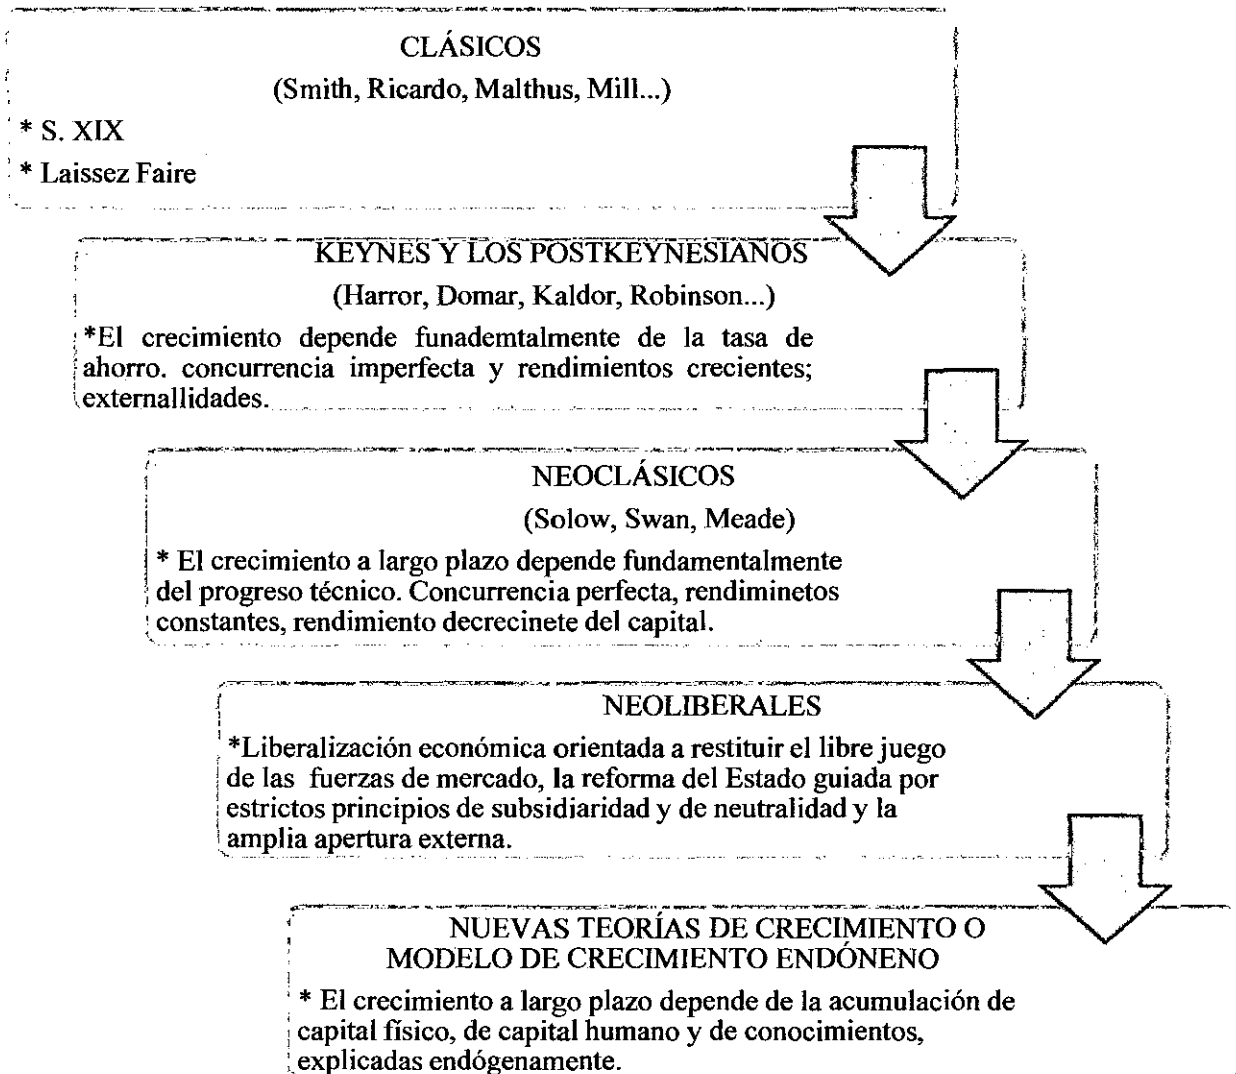 CLÁSICOS
(Smith, Ricardo, Malthus, Mill...)
* S. XIX
* Laissez Faire
KEYNES Y LOS POSTKEYNESIANOS
(Harror, Domar, Kaldor, Robinson...)
*El crecimiento depende funademtalmente de la tasa de
ahorro. concurrencia imperfecta y rendimientos crecientes;
externallidades.
NEOCLÁSICOS
(Solow, Swan, Meade)
* El crecimiento a largo plazo depende fundamentalmente
del progreso técnico. Concurrencia perfecta, rendiminetos
constantes, rendimiento decrecinete del capital.
NEOLIBERALES
*Liberalización económica orientada a restituir el libre juego
de las fuerzas de mercado, la reforma del Estado guiada por
estrictos principios de subsidiaridad y de neutralidad y la
amplia apertura externa.
NUEVAS TEORÍAS DE CRECIMIENTO O
MODELO DE CRECIMIENTO ENDÓNENO
* El crecimiento a largo plazo depende de la acumulación de
capital físico, de capital humano y de conocimientos,
explicadas endógenamente.